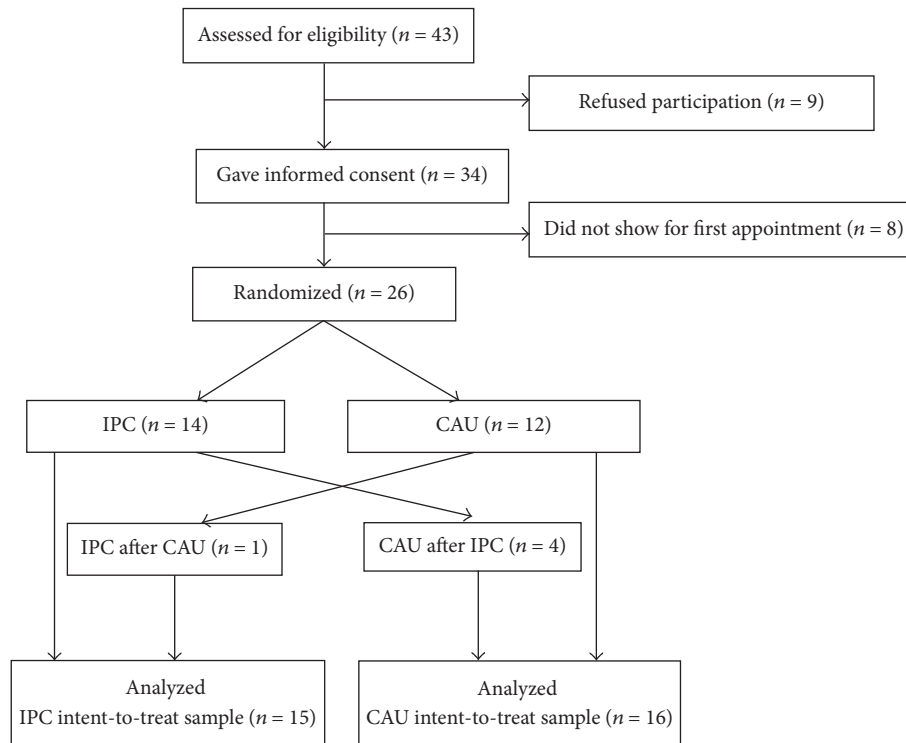 Assessed for eligibility (n = 43)
Refused participation (n = 9)
Gave informed consent (n = 34)
Did not show for first appointment (n = 8)
Randomized (n = 26)
IPC (n = 14)
CAU (n = 12)
IPC after CAU (n = 1)
CAU after IPC (n = 4)
Analyzed
IPC intent-to-treat sample (n = 15)
Analyzed
CAU intent-to-treat sample (n = 16)